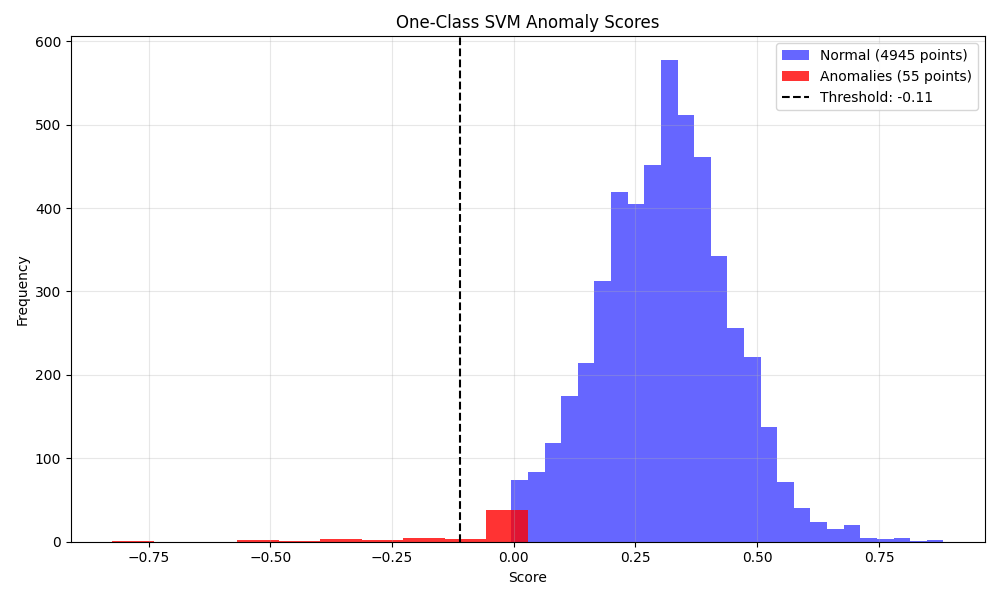 One-Class SVM Anomaly Scores
Normal (4945 points)
Anomalies (55 points)
Threshold: -0.11
Frequency
600
500
400
300
200
100
0
−0.75
−0.50
−0.25
0.00
0.25
0.50
0.75
Score